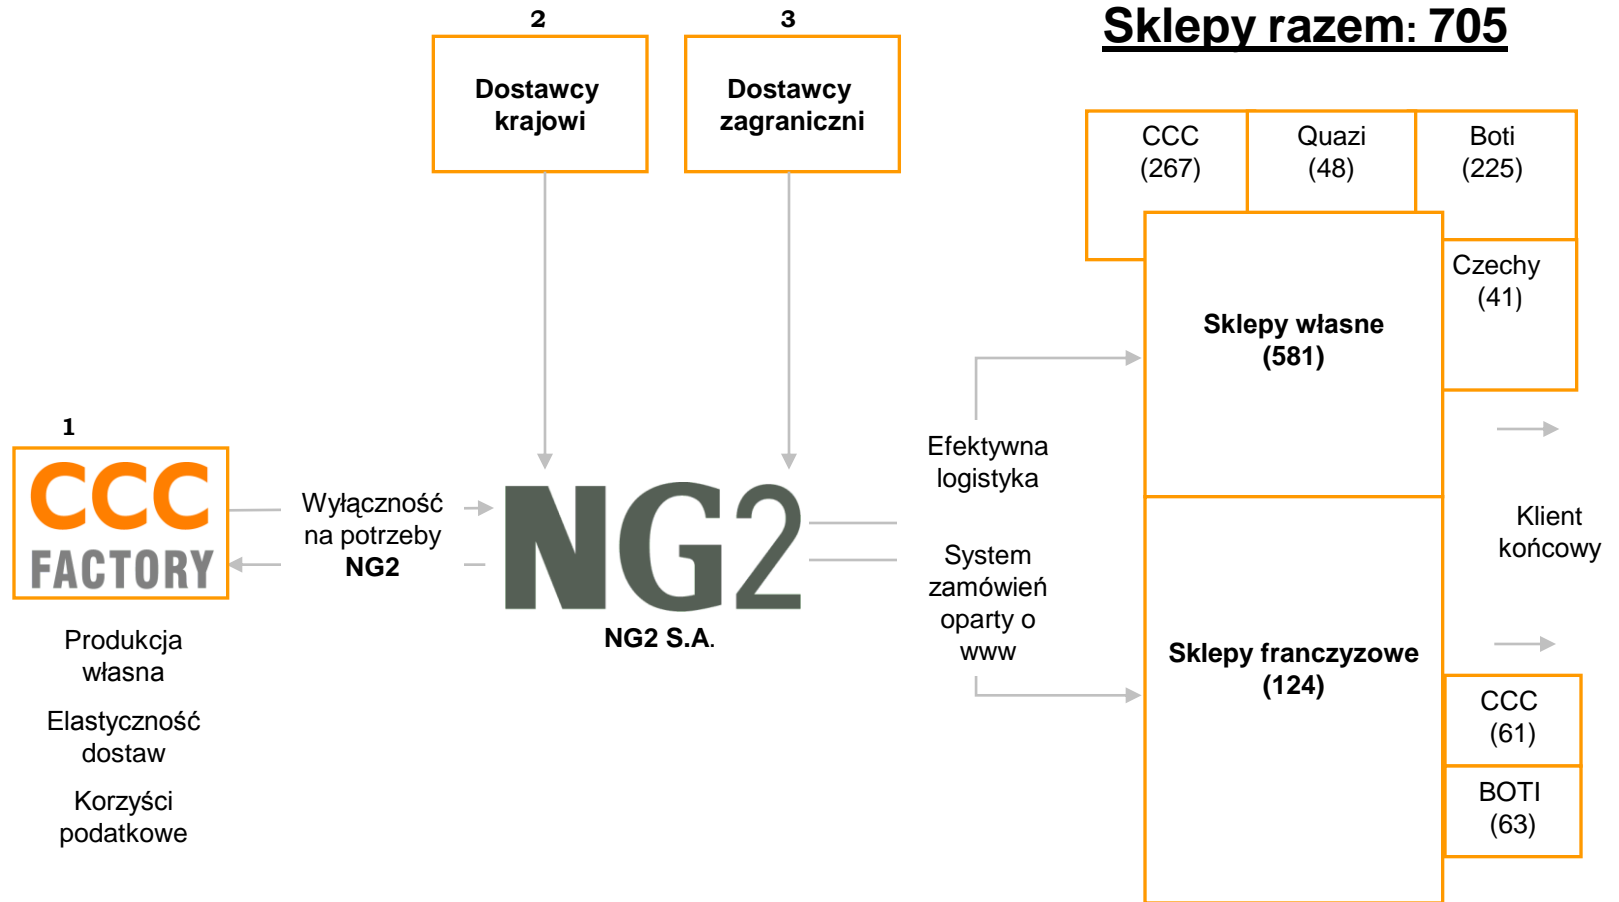 Sklepy razem: 705
2
3
Dostawcy
krajowi
Dostawcy
zagraniczni
CCC
(267)
Quazi
(48)
Boti
(225)
Czechy
(41)
Sklepy własne
(581)
1
CCC
FACTORY
Wyłączność
na potrzeby
NG2
NG2
NG2 S.A.
Efektywna
logistyka
System
zamówień
oparty o
www
Klient
końcowy
Sklepy franczyzowe
(124)
CCC
(61)
BOTI
(63)
Produkcja
własna
Elastyczność
dostaw
Korzyści
podatkowe